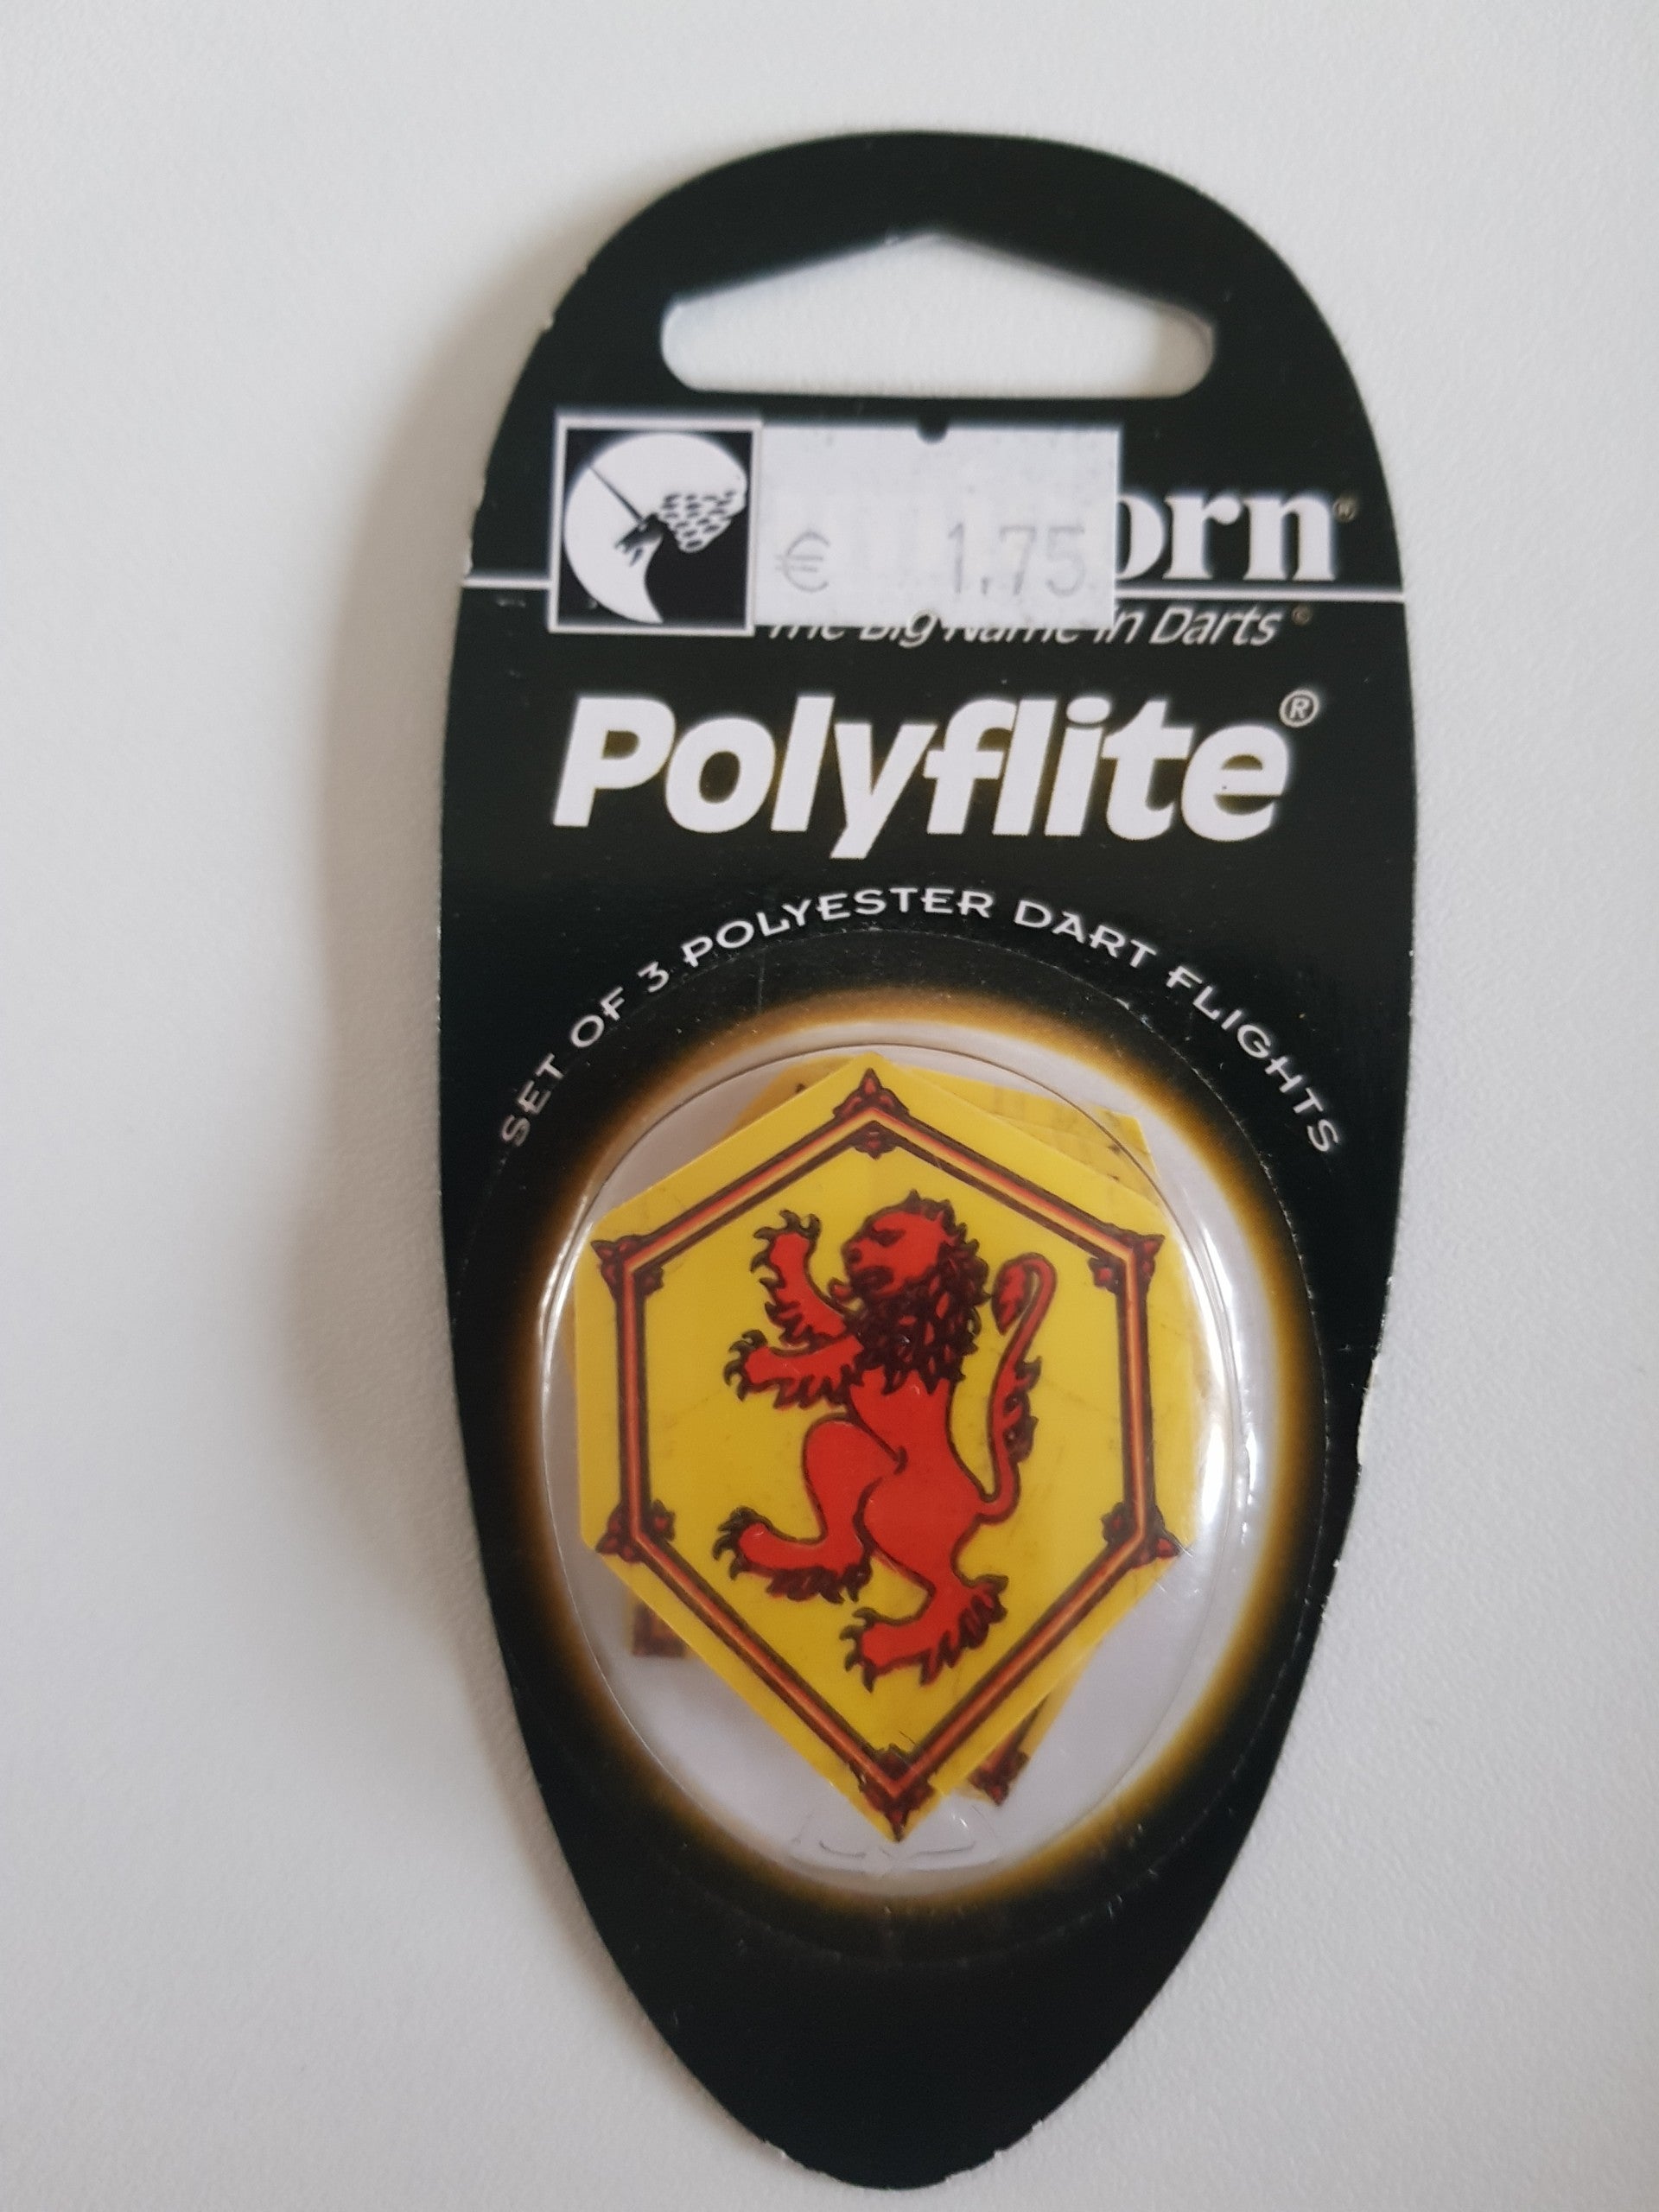 € 1.75
orn®
The Big Name in Darts©
Polyflite®
SET OF 3 POLYESTER DART FLIGHTS